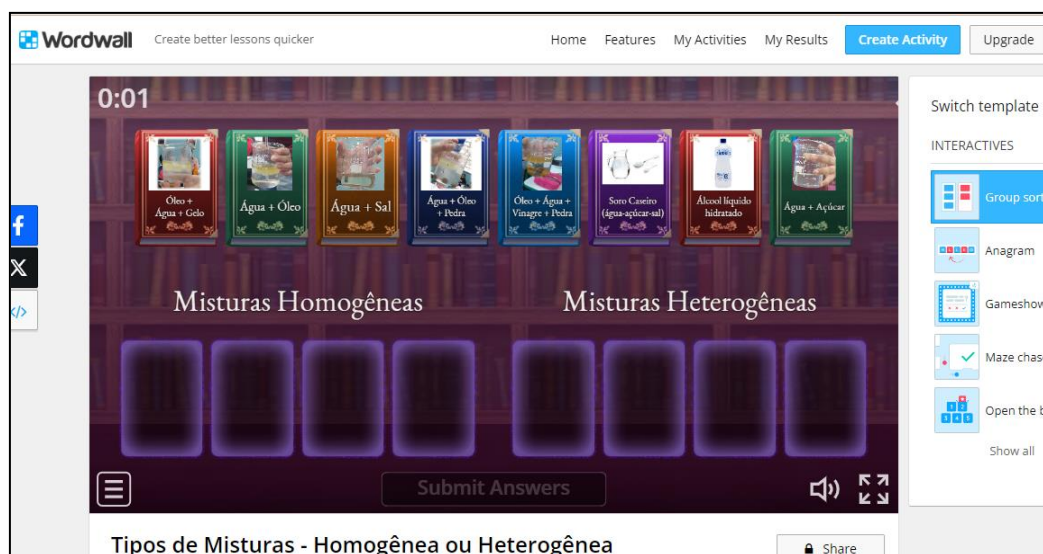 Wordwall Create better lessons quicker Home Features My Activities My Results Create Activity Upgrade
0:01
Óleo +
Água + Gelo
Água + Óleo
Água + Sal
Água + Óleo
+ Pedra
Óleo + Água +
Vinagre + Pedra
Soro Caseiro
(água-açúcar-sal)
Álcool líquido
hidratado
Água + Açúcar
Misturas Homogêneas
Misturas Heterogêneas
Submit Answers
Switch template
INTERACTIVES
Group sort
Anagram
Gameshow
Maze chas
Open the b
Show all
Tipos de Misturas - Homogênea ou Heterogênea
Share